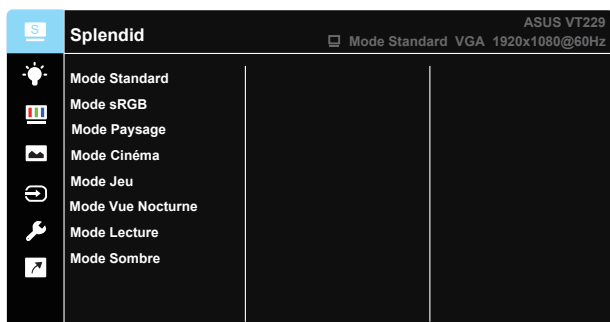 S
Splendid
ASUS VT229
Mode Standard VGA 1920x1080@60Hz
Mode Standard
Mode sRGB
Mode Paysage
Mode Cinéma
Mode Jeu
Mode Vue Nocturne
Mode Lecture
Mode Sombre